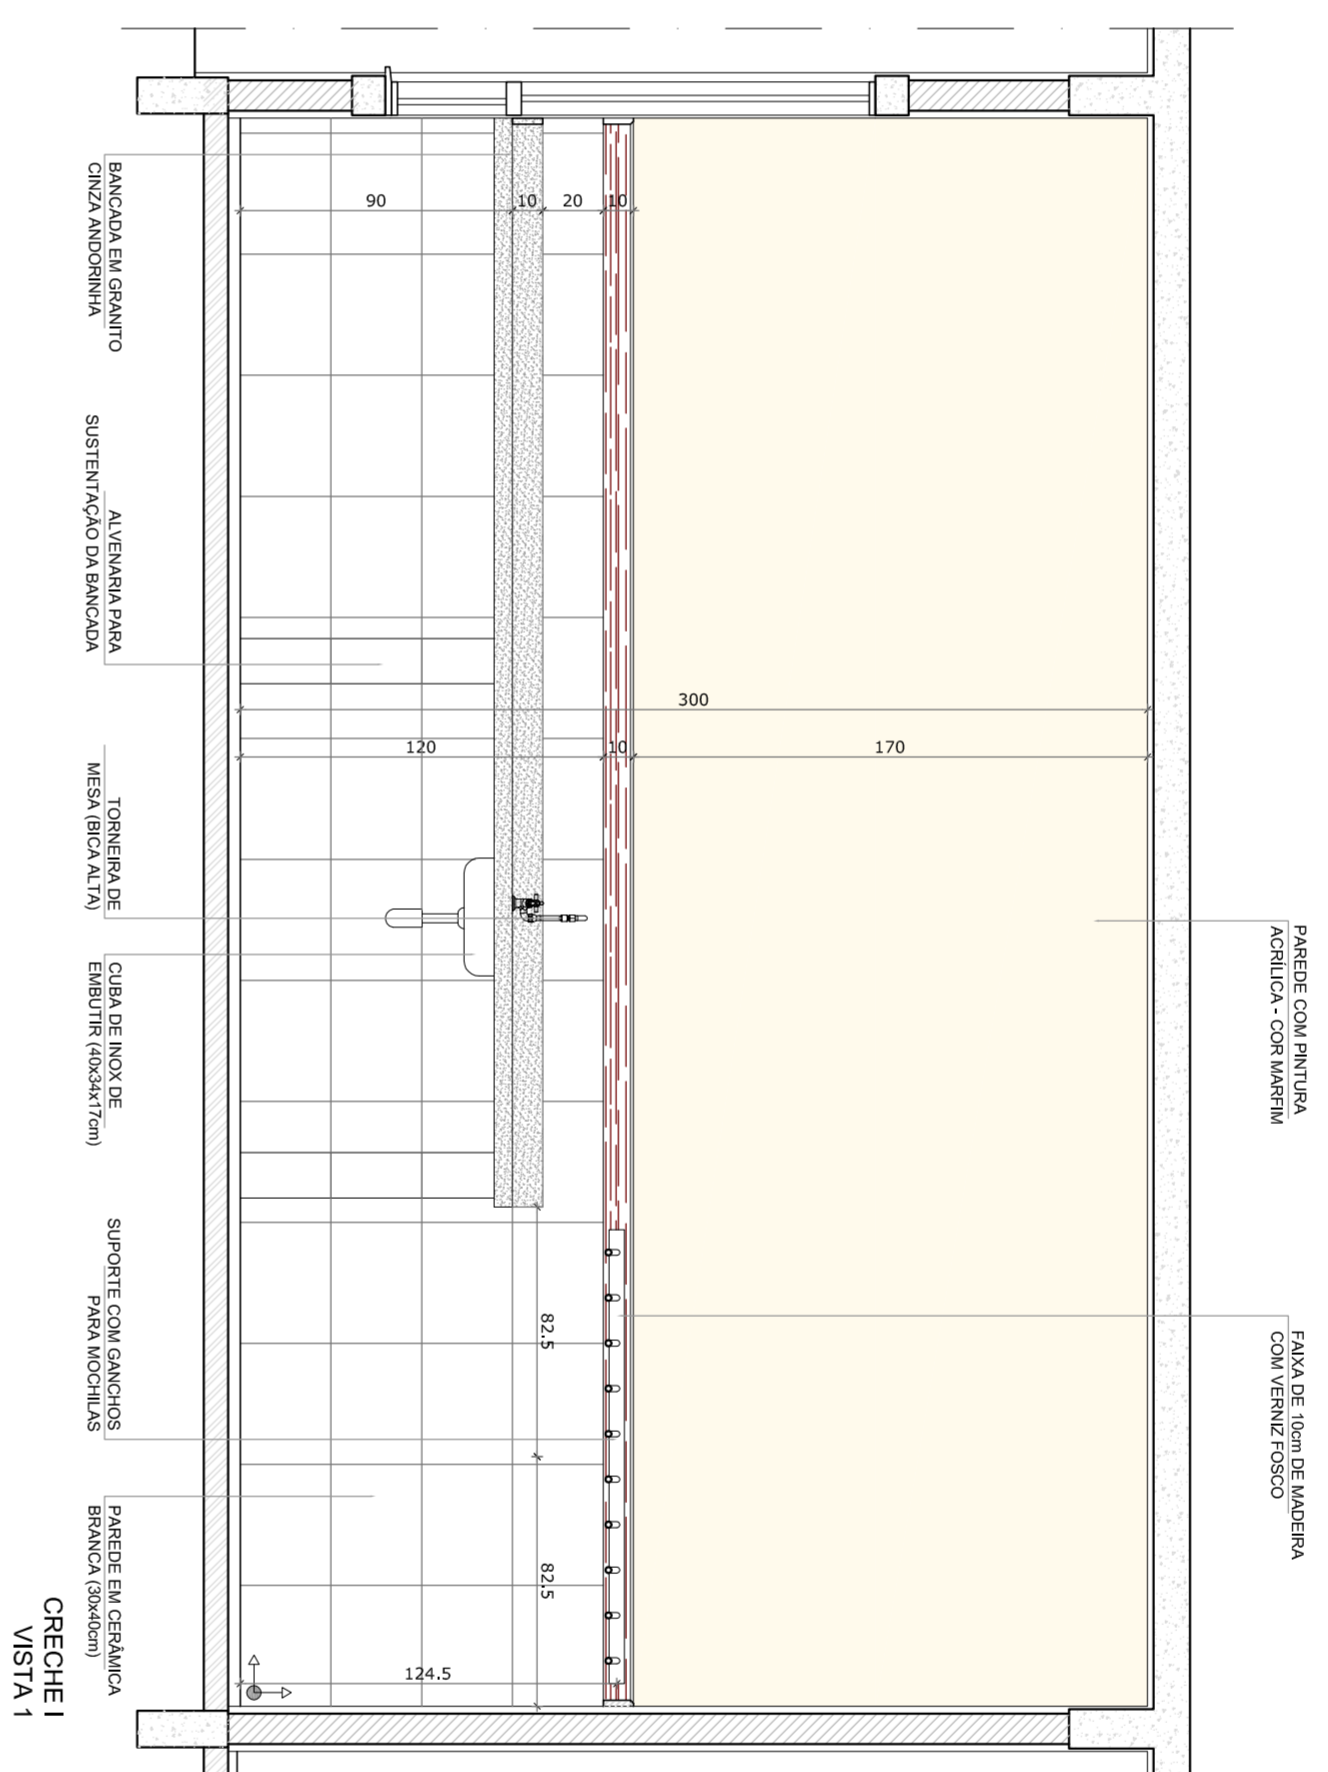 PAREDE COM PINTURA
ACRÍLICA - COR MARFIM
FAIXA DE 10cm DE MADEIRA
COM VERNIZ FOSCO
300
170
10
120
10
20
10
90
82.5
82.5
124.5
BANCADA EM GRANITO
CINZA ANDORINHA
ALVENARIA PARA
SUSTENTAÇÃO DA BANCADA
TORNEIRA DE
MESA (BICA ALTA)
CUBA DE INOX DE
EMBUTIR (40x34x17cm)
SUPORTE COM GANCHOS
PARA MOCHILAS
PAREDE EM CERÂMICA
BRANCA (30x40cm)
CRECHE I
VISTA 1